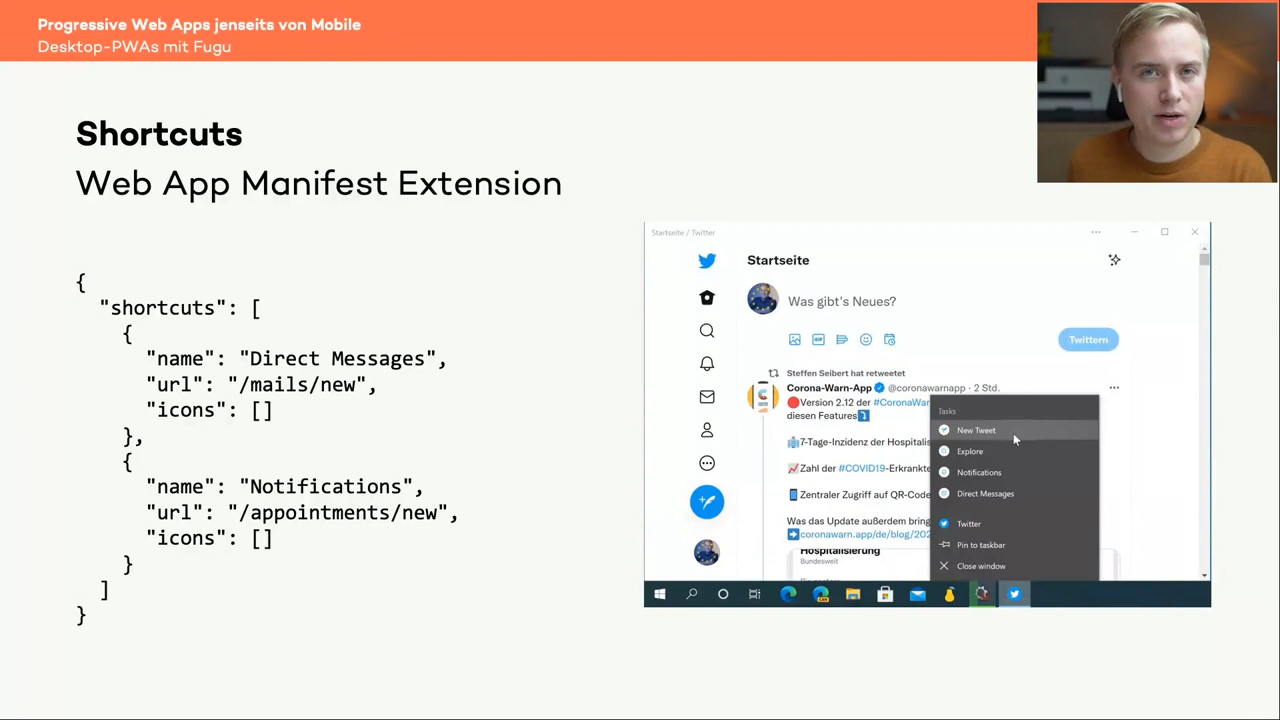 Progressive Web Apps jenseits von Mobile
Desktop-PWAs mit Fugu
Shortcuts
Web App Manifest Extension
{
"shortcuts": [
{
"name": "Direct Messages",
"url": "/mails/new",
"icons": []
},
{
"name": "Notifications",
"url": "/appointments/new",
"icons": []
}
]
}
Startseite / Twitter
Startseite
Was gibt's Neues?
GIF
Twittern
Steffen Seibert hat retweetet
Corona-Warn-App @coronawarnapp · 2 Std.
Version 2.12 der #CoronaWar
diesen Features
7-Tage-Inzidenz der Hospitalis
Zahl der #COVID19-Erkrankte
Zentraler Zugriff auf QR-Code
Was das Update außerdem bring
coronawarn.app/de/blog/202
Hospitalisierung
Bundesweit
Tasks
New Tweet
Explore
Notifications
Direct Messages
Twitter
Pin to taskbar
Close window